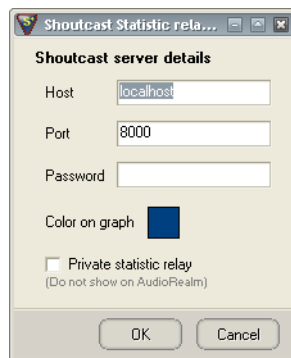 Shoutcast Statistic rela...
Shoutcast server details
Host
localhost
Port
8000
Password
Color on graph
Private statistic relay
(Do not show on AudioRealm)
OK
Cancel